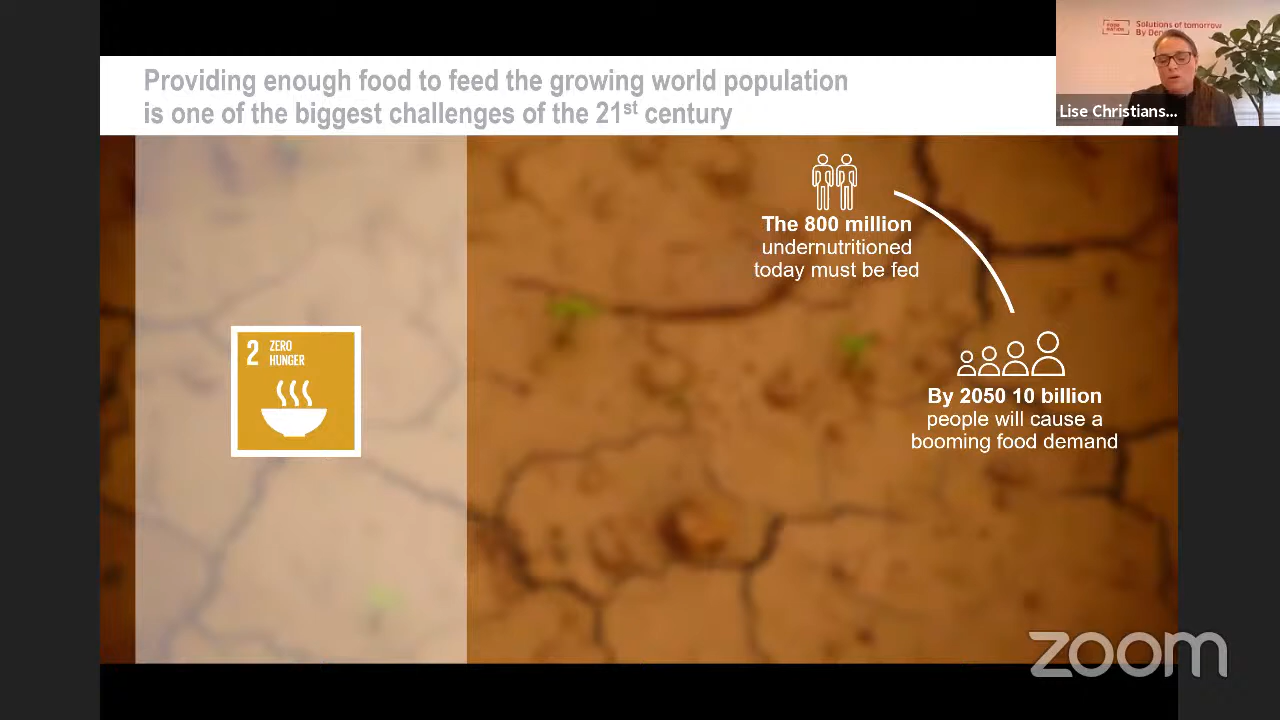 Providing enough food to feed the growing world population
is one of the biggest challenges of the 21st century
Solutions of tomorrow
Lise Christians...
The 800 million
undernutritioned
today must be fed
2 ZERO
HUNGER
By 2050 10 billion
people will cause a
booming food demand
zoom